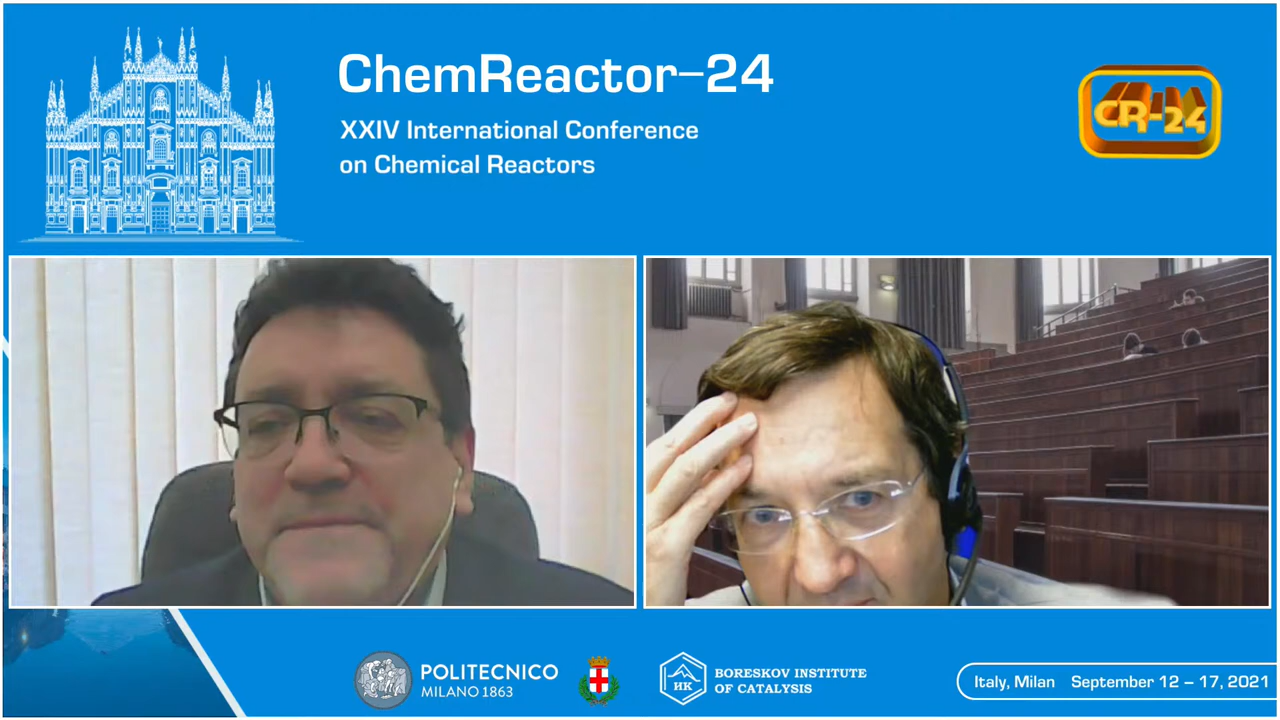 ChemReactor–24
XXIV International Conference
on Chemical Reactors
CR-24
POLITECNICO
MILANO 1863
ИК
BORESKOV INSTITUTE
OF CATALYSIS
Italy, Milan September 12 – 17, 2021